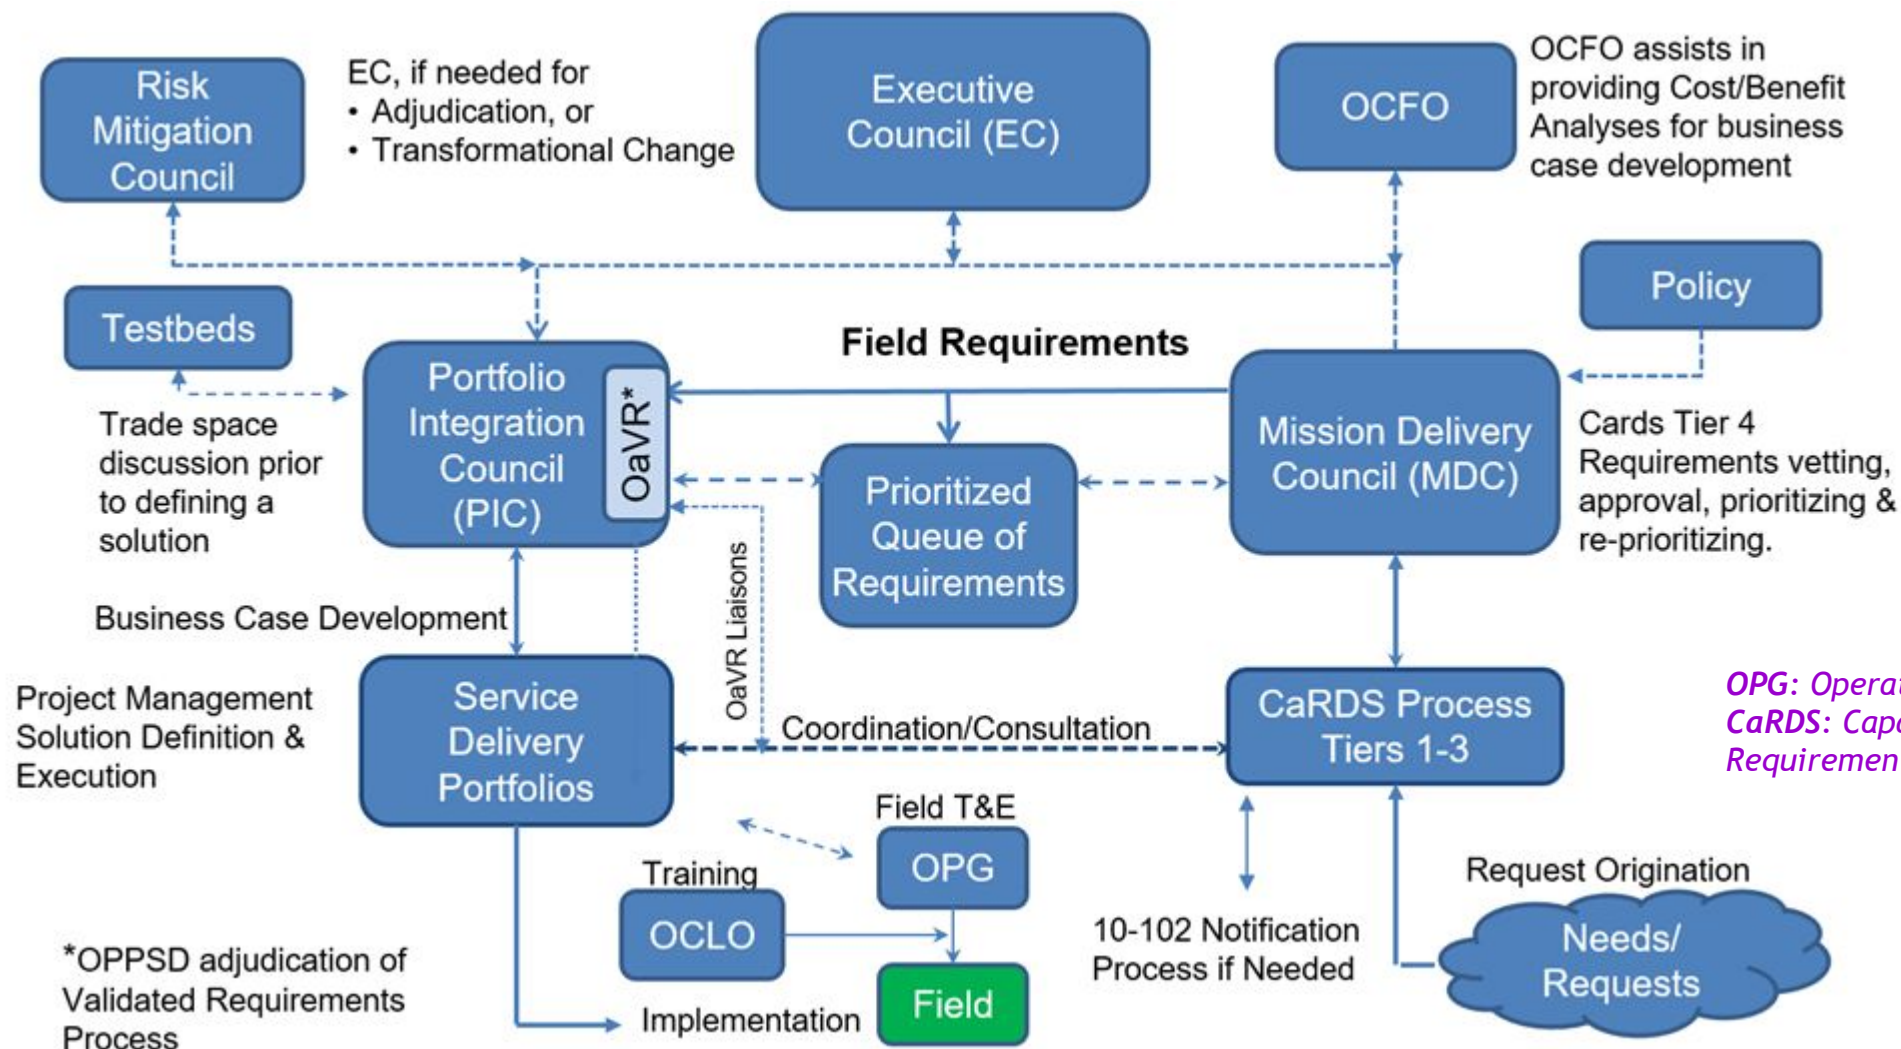 Risk
Mitigation
Council
EC, if needed for
• Adjudication, or
• Transformational Change
Executive
Council (EC)
OCFO
OCFO assists in
providing Cost/Benefit
Analyses for business
case development
Policy
Testbeds
Field Requirements
Portfolio
Integration
Council
(PIC)
OaVR*
Trade space
discussion prior
to defining a
solution
Prioritized
Queue of
Requirements
Mission Delivery
Council (MDC)
Cards Tier 4
Requirements vetting,
approval, prioritizing &
re-prioritizing.
Business Case Development
OaVR Liaisons
Project Management
Solution Definition &
Execution
Service
Delivery
Portfolios
Coordination/Consultation
CaRDS Process
Tiers 1-3
OPG:
CaRDS:
Field T&E
OPG
Training
OCLO
Request Origination
10-102 Notification
Process if Needed
Needs/
Requests
*OPPSD adjudication of
Validated Requirements
Process
Implementation
Field